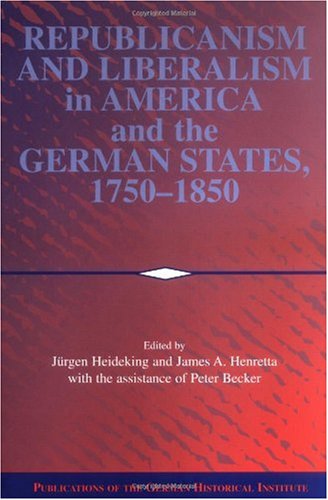 REPUBLICANISM
AND LIBERALISM
in AMERICA
and the
GERMAN STATES,
1750–1850
Edited by
Jürgen Heideking and James A. Henretta
with the assistance of Peter Becker
PUBLICATIONS OF THE GERMAN HISTORICAL INSTITUTE